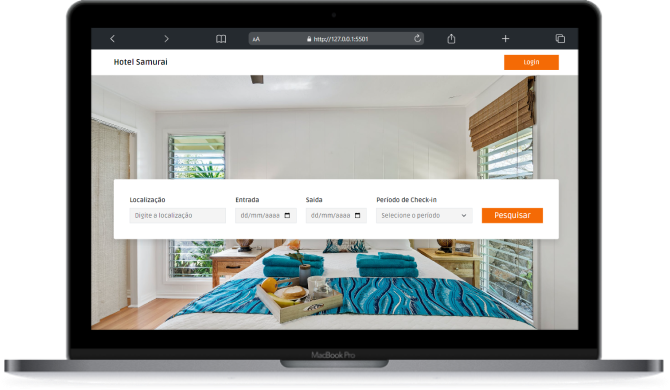 AA
http://127.0.0.1:5501
Hotel Samurai
Login
Localização
Entrada
Saída
Período de Check-in
Digite a localização
dd/mm/aaaa
dd/mm/aaaa
Selecione o período
Pesquisar
MacBook Pro